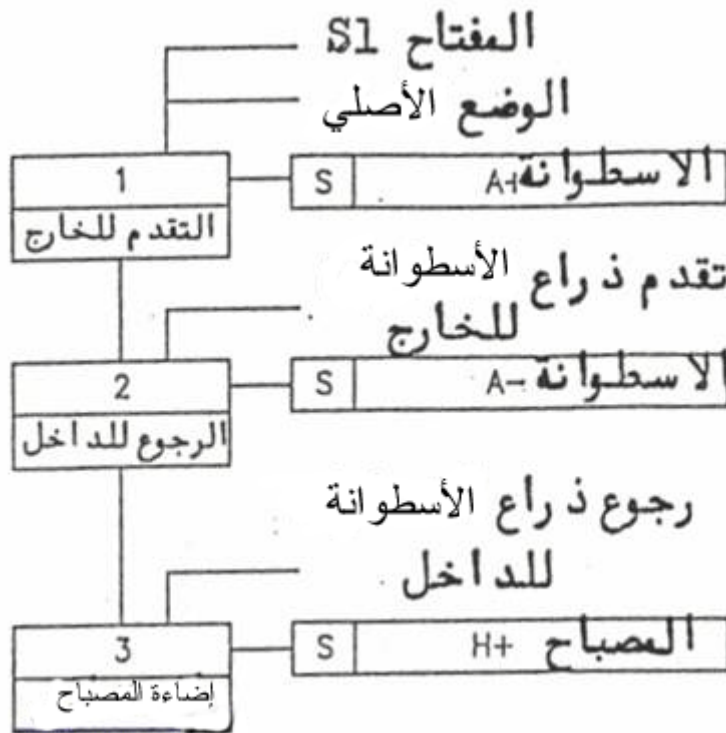 المفتاح S1
الوضع الأصلي
1
S
الاسطوانة A+
التقدم للخارج
تقدم ذراع الأسطوانة
للخارج
2
S
الاسطوانة A-
الرجوع للداخل
رجوع ذراع الأسطوانة
للداخل
3
S
المصباح H+
إضاءة المصباح